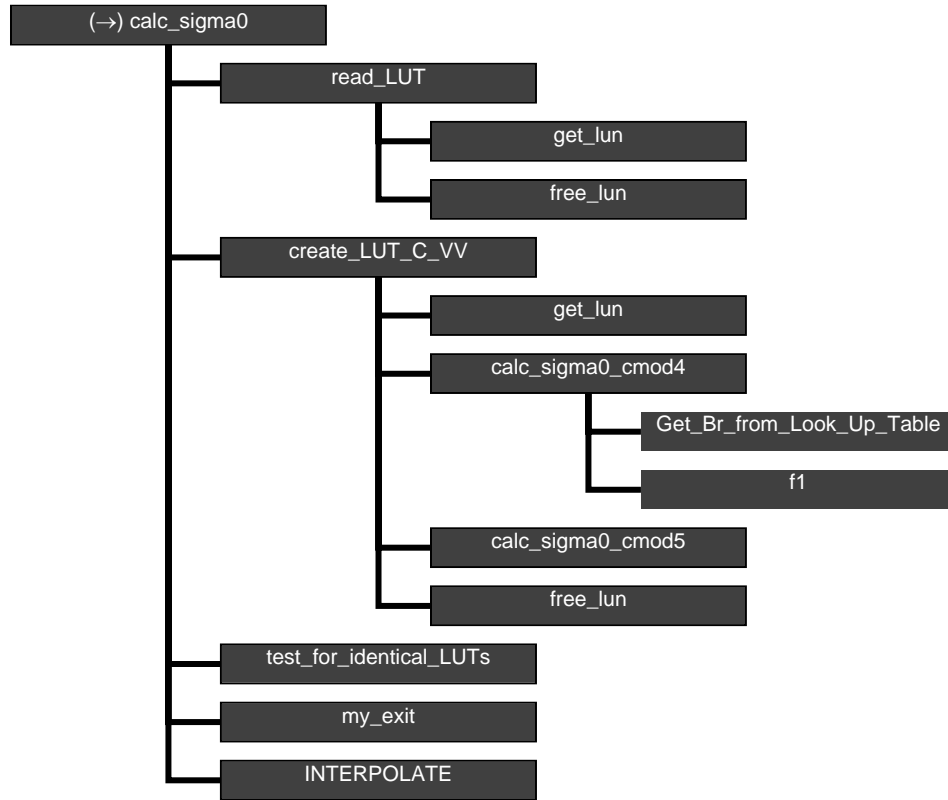 (→) calc_sigma0
read_LUT
get_lun
free_lun
create_LUT_C_VV
get_lun
calc_sigma0_cmod4
Get_Br_from_Look_Up_Table
f1
calc_sigma0_cmod5
free_lun
test_for_identical_LUTs
my_exit
INTERPOLATE